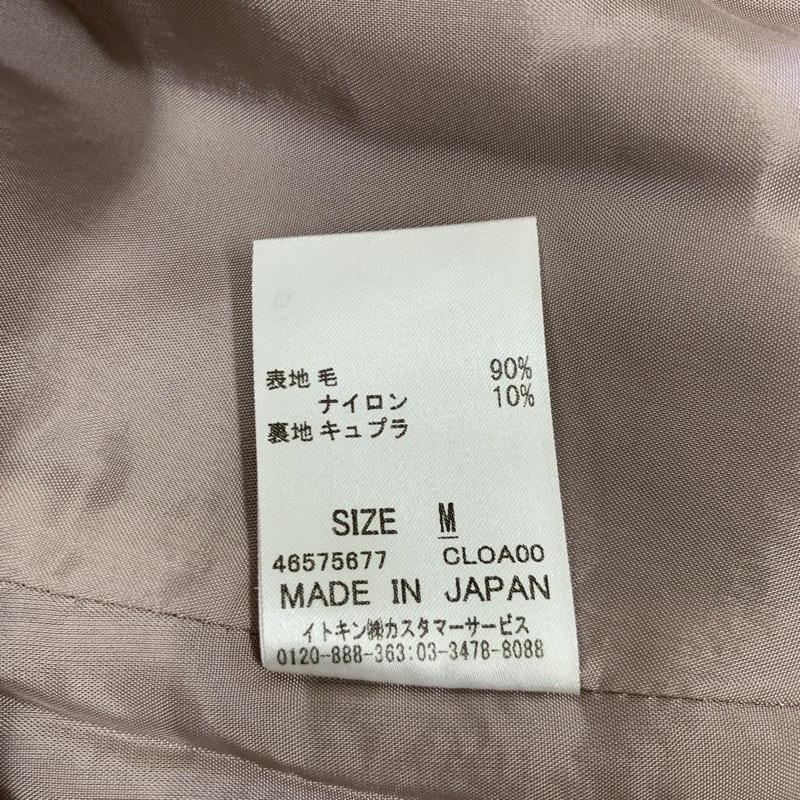 表地 毛 90%
ナイロン 10%
裏地 キュプラ
SIZE M
46575677 CLOA00
MADE IN JAPAN
イトキン㈱カスタマーサービス
0120-888-363:03-3478-8088